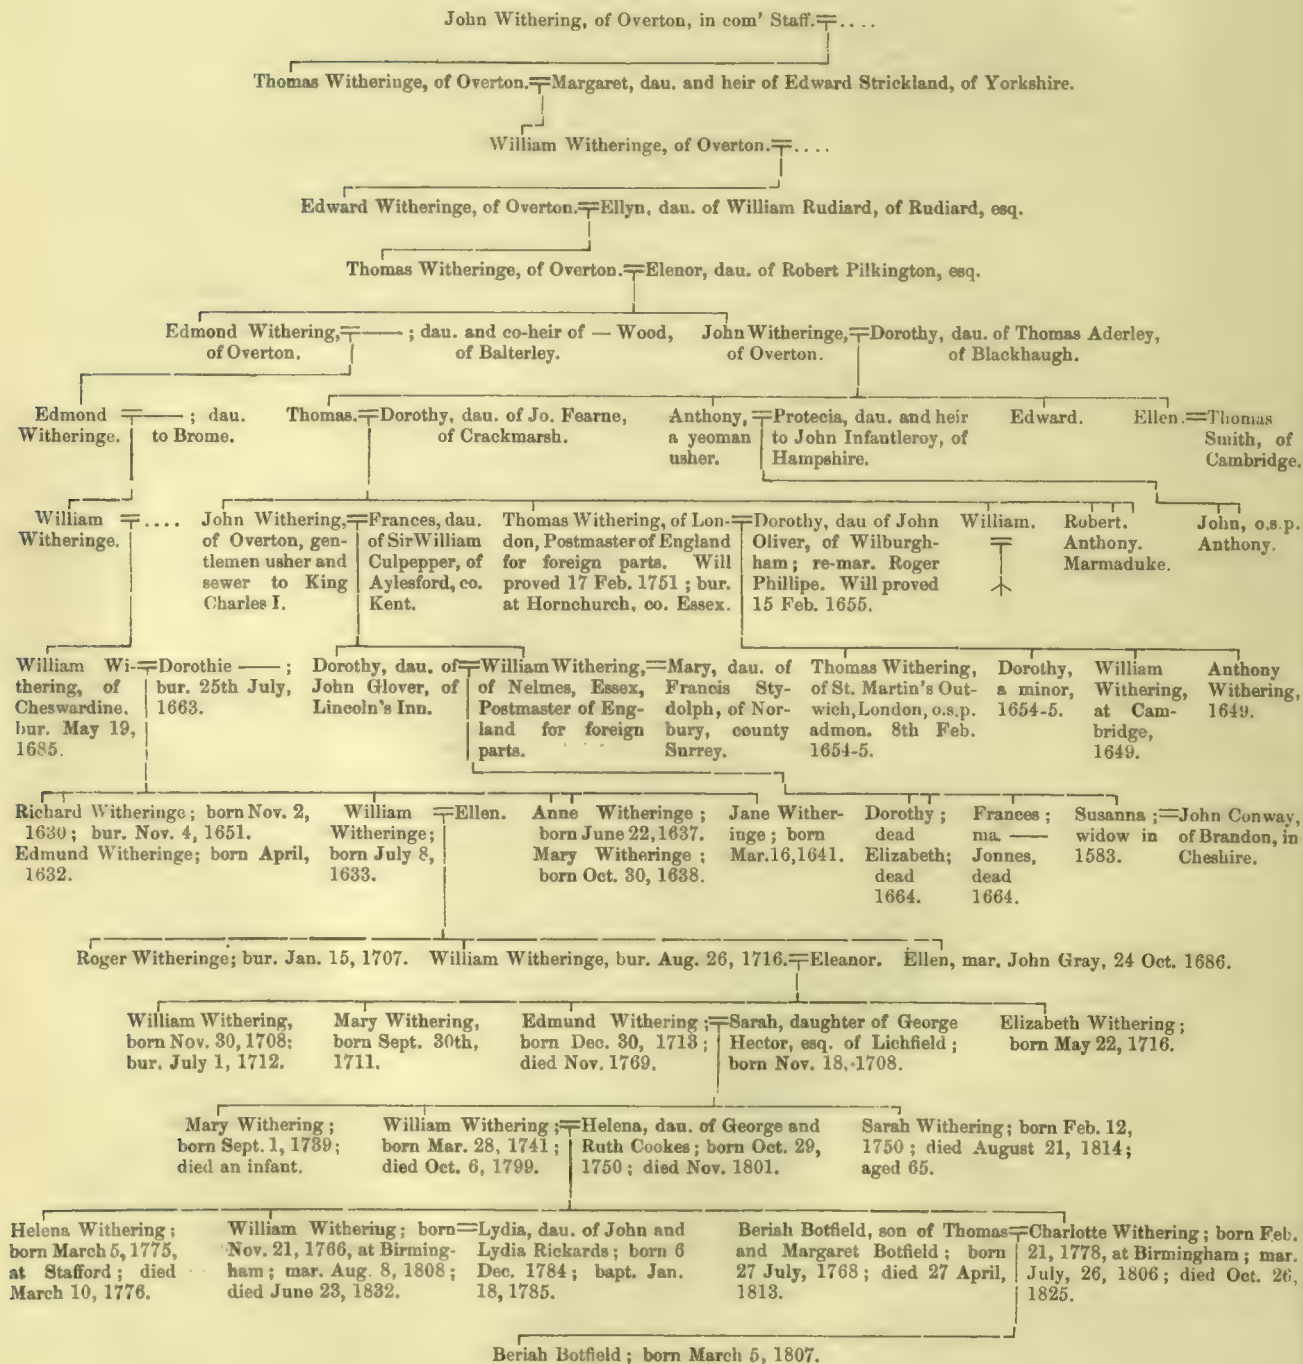 John Withering, of Overton, in com' Staff.=....
Thomas Witheringe, of Overton.=Margaret, dau. and heir of Edward Strickland, of Yorkshire.
William Witheringe, of Overton.=....
Edward Witheringe, of Overton.=Ellyn, dau. of William Rudiard, of Rudiard, esq.
Thomas Witheringe, of Overton.=Elenor, dau. of Robert Pilkington, esq.
Edmond Withering,
of Overton.
=—— ; dau. and co-heir of — Wood,
of Balterley.
John Witheringe,
of Overton.
=Dorothy, dau. of Thomas Aderley,
of Blackhaugh.
Edmond
Witheringe.
=—— ; dau.
to Brome.
Thomas.
=Dorothy, dau. of Jo. Fearne,
of Crackmarsh.
Anthony,
a yeoman
usher.
=Protecia, dau. and heir
to John Infantleroy, of
Hampshire.
Edward.
Ellen.=Thomas
Smith, of
Cambridge.
William
Witheringe.
=....
John Withering,
of Overton, gen-
tlemen usher and
sewer to King
Charles I.
=Frances, dau.
of Sir William
Culpepper, of
Aylesford, co.
Kent.
Thomas Withering, of Lon-
don, Postmaster of England
for foreign parts. Will
proved 17 Feb. 1751 ; bur.
at Hornchurch, co. Essex.
=Dorothy, dau of John
Oliver, of Wilburgh-
ham ; re-mar. Roger
Phillipe. Will proved
15 Feb. 1655.
William.
=
Robert.
Anthony.
Marmaduke.
John, o.s.p.
Anthony.
William Wi-
thering, of
Cheswardine.
bur. May 19,
1685.
=Dorothie —— ;
bur. 25th July,
1663.
Dorothy, dau. of
John Glover, of
Lincoln's Inn.
=William Withering,
of Nelmes, Essex,
Postmaster of Eng-
land for foreign
parts.
=Mary, dau. of
Francis Sty-
dolph, of Nor-
bury, county
Surrey.
Thomas Withering,
of St. Martin's Out-
wich, London, o.s.p.
admon. 8th Feb.
1654-5.
Dorothy,
a minor,
1654-5.
William
Withering,
at Cam-
bridge,
1649.
Anthony
Withering,
1649.
Richard Witheringe ; born Nov. 2,
1630 ; bur. Nov. 4, 1651.
Edmund Witheringe; born April,
1632.
William
Witheringe;
born July 8,
1633.
=Ellen.
Anne Witheringe ;
born June 22, 1637.
Mary Witheringe ;
born Oct. 30, 1638.
Jane Wither-
inge ; born
Mar. 16, 1641.
Dorothy ;
dead
Elizabeth;
dead
1664.
Frances ;
ma. ——
Jonnes,
dead
1664.
Susanna ;
widow in
1583.
=John Conway,
of Brandon, in
Cheshire.
Roger Witheringe; bur. Jan. 15, 1707. William Witheringe, bur. Aug. 26, 1716.=Eleanor. Ellen, mar. John Gray, 24 Oct. 1686.
William Withering,
born Nov. 30, 1708;
bur. July 1, 1712.
Mary Withering,
born Sept. 30th,
1711.
Edmund Withering ;
born Dec. 30, 1713 ;
died Nov. 1769.
=Sarah, daughter of George
Hector, esq. of Lichfield ;
born Nov. 18, 1708.
Elizabeth Withering ;
born May 22, 1716.
Mary Withering ;
born Sept. 1, 1739;
died an infant.
William Withering ;
born Mar. 28, 1741 ;
died Oct. 6, 1799.
=Helena, dau. of George and
Ruth Cookes ; born Oct. 29,
1750 ; died Nov. 1801.
Sarah Withering ; born Feb. 12,
1750 ; died August 21, 1814 ;
aged 65.
Helena Withering ;
born March 5, 1775,
at Stafford ; died
March 10, 1776.
William Withering ; born
Nov. 21, 1766, at Birming-
ham ; mar. Aug. 8, 1808 ;
died June 23, 1832.
=Lydia, dau. of John and
Lydia Rickards ; born 6
Dec. 1784 ; bapt. Jan.
18, 1785.
Beriah Botfield, son of Thomas
and Margaret Botfield ; born
27 July, 1768 ; died 27 April,
1813.
=Charlotte Withering ; born Feb.
21, 1778, at Birmingham ; mar.
July, 26, 1806 ; died Oct. 26,
1825.
Beriah Botfield ; born March 5, 1807.